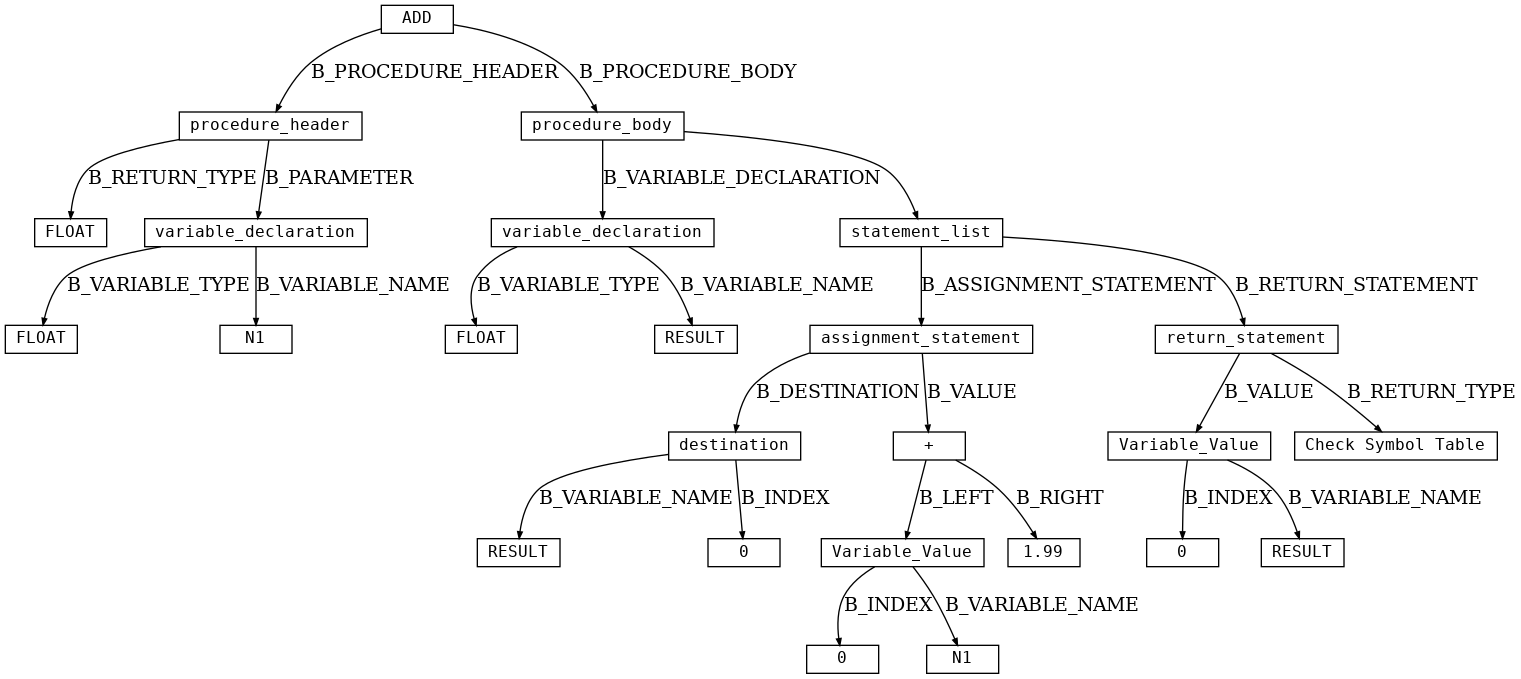 ADD
B_PROCEDURE_HEADER B_PROCEDURE_BODY
procedure_header procedure_body
B_RETURN_TYPE B_PARAMETER B_VARIABLE_DECLARATION
FLOAT variable_declaration variable_declaration statement_list
B_VARIABLE_TYPE B_VARIABLE_NAME B_VARIABLE_TYPE B_VARIABLE_NAME B_ASSIGNMENT_STATEMENT B_RETURN_STATEMENT
FLOAT N1 FLOAT RESULT assignment_statement return_statement
B_DESTINATION B_VALUE B_VALUE B_RETURN_TYPE
destination + Variable_Value Check Symbol Table
B_VARIABLE_NAME B_INDEX B_LEFT B_RIGHT B_INDEX B_VARIABLE_NAME
RESULT 0 Variable_Value 1.99 0 RESULT
B_INDEX B_VARIABLE_NAME
0 N1